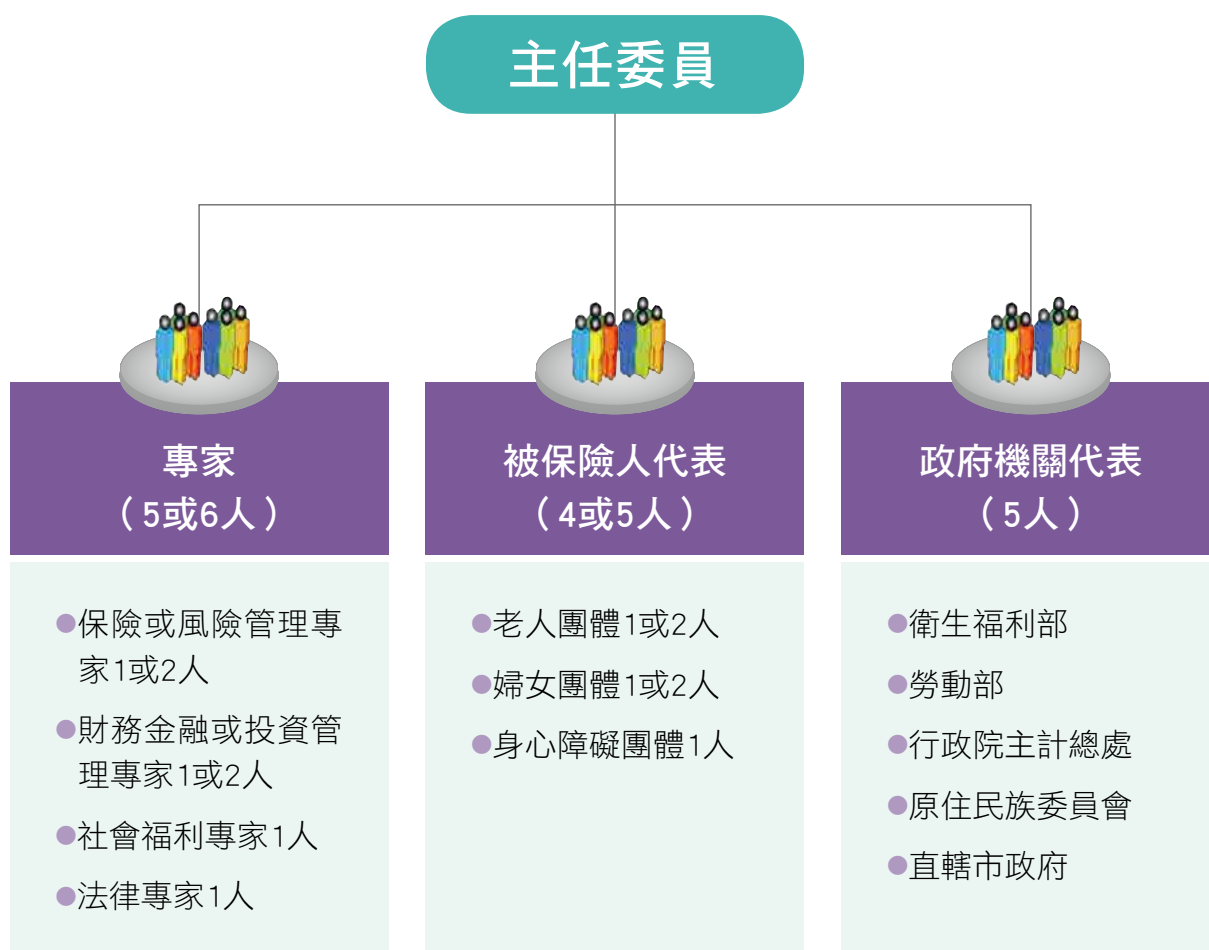 主任委員
專家
（5或6人）
●保險或風險管理專
家1或2人
●財務金融或投資管
理專家1或2人
●社會福利專家1人
●法律專家1人
被保險人代表
（4或5人）
●老人團體1或2人
●婦女團體1或2人
●身心障礙團體1人
政府機關代表
（5人）
●衛生福利部
●勞動部
●行政院主計總處
●原住民族委員會
●直轄市政府